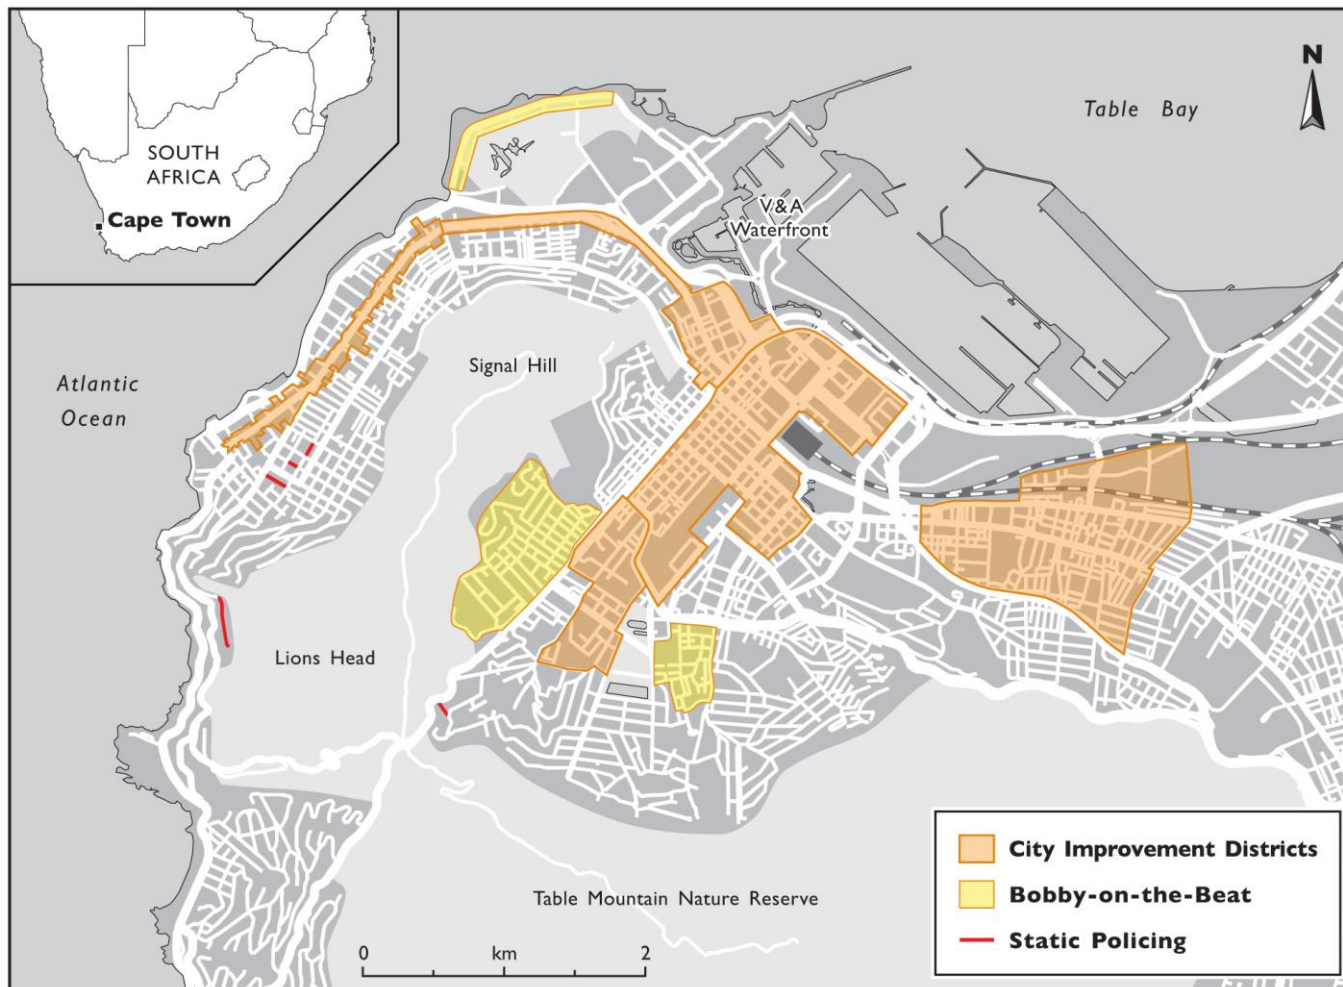 SOUTH
AFRICA
Cape Town
N
Table Bay
V&A
Waterfront
Signal Hill
Atlantic
Ocean
Lions Head
Table Mountain Nature Reserve
0 km 2
City Improvement Districts
Bobby-on-the-Beat
Static Policing